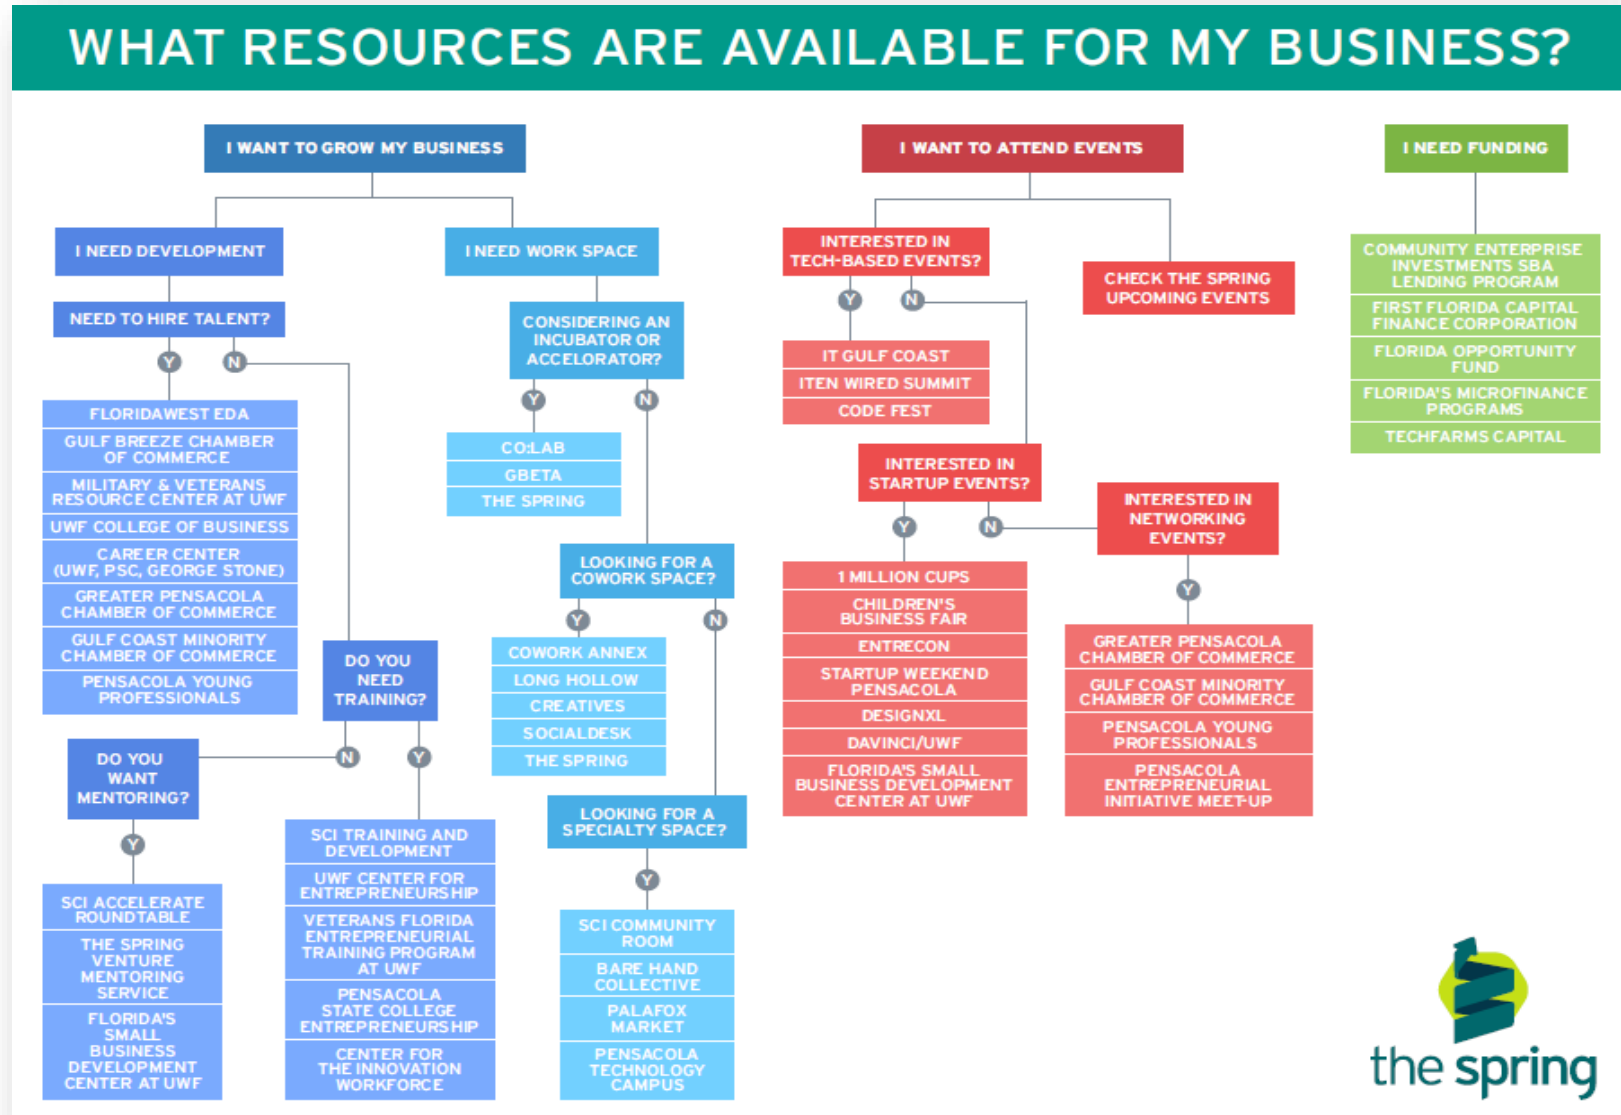 WHAT RESOURCES ARE AVAILABLE FOR MY BUSINESS?
I WANT TO GROW MY BUSINESS
I NEED DEVELOPMENT
NEED TO HIRE TALENT?
Y
N
FLORIDAWEST EDA
GULF BREEZE CHAMBER
OF COMMERCE
MILITARY & VETERANS
RESOURCE CENTER AT UWF
UWF COLLEGE OF BUSINESS
CAREER CENTER
(UWF, PSC, GEORGE STONE)
GREATER PENSACOLA
CHAMBER OF COMMERCE
GULF COAST MINORITY
CHAMBER OF COMMERCE
PENSACOLA YOUNG
PROFESSIONALS
DO YOU
NEED
TRAINING?
N
Y
DO YOU
WANT
MENTORING?
Y
SCI ACCELERATE
ROUNDTABLE
THE SPRING
VENTURE
MENTORING
SERVICE
FLORIDA'S
SMALL
BUSINESS
DEVELOPMENT
CENTER AT UWF
SCI TRAINING AND
DEVELOPMENT
UWF CENTER FOR
ENTREPRENEURSHIP
VETERANS FLORIDA
ENTREPRENEURIAL
TRAINING PROGRAM
AT UWF
PENSACOLA
STATE COLLEGE
ENTREPRENEURSHIP
CENTER FOR
THE INNOVATION
WORKFORCE
I NEED WORK SPACE
CONSIDERING AN
INCUBATOR OR
ACCELORATOR?
Y
N
CO:LAB
GBETA
THE SPRING
LOOKING FOR A
COWORK SPACE?
Y
N
COWORK ANNEX
LONG HOLLOW
CREATIVES
SOCIALDESK
THE SPRING
LOOKING FOR A
SPECIALTY SPACE?
Y
SCI COMMUNITY
ROOM
BARE HAND
COLLECTIVE
PALAFOX
MARKET
PENSACOLA
TECHNOLOGY
CAMPUS
I WANT TO ATTEND EVENTS
INTERESTED IN
TECH-BASED EVENTS?
Y
N
IT GULF COAST
ITEN WIRED SUMMIT
CODE FEST
CHECK THE SPRING
UPCOMING EVENTS
INTERESTED IN
STARTUP EVENTS?
Y
N
1 MILLION CUPS
CHILDREN'S
BUSINESS FAIR
ENTRECON
STARTUP WEEKEND
PENSACOLA
DESIGNXL
DAVINCI/UWF
FLORIDA'S SMALL
BUSINESS DEVELOPMENT
CENTER AT UWF
INTERESTED IN
NETWORKING
EVENTS?
Y
GREATER PENSACOLA
CHAMBER OF COMMERCE
GULF COAST MINORITY
CHAMBER OF COMMERCE
PENSACOLA YOUNG
PROFESSIONALS
PENSACOLA
ENTREPRENEURIAL
INITIATIVE MEET-UP
I NEED FUNDING
COMMUNITY ENTERPRISE
INVESTMENTS SBA
LENDING PROGRAM
FIRST FLORIDA CAPITAL
FINANCE CORPORATION
FLORIDA OPPORTUNITY
FUND
FLORIDA'S MICROFINANCE
PROGRAMS
TECHFARMS CAPITAL
the spring